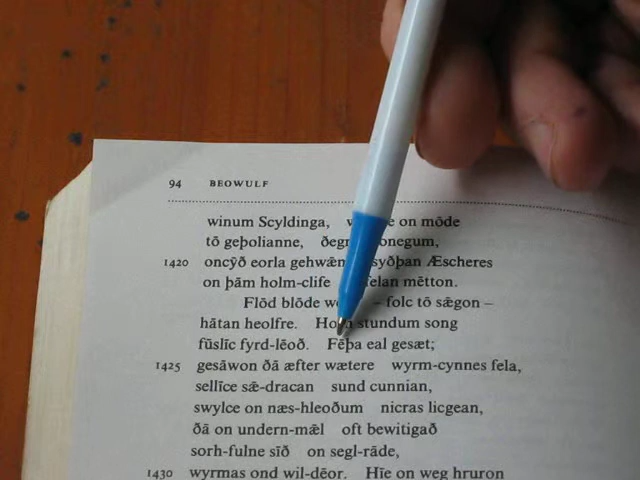 94 BEOWULF
winum Scyldinga, on mōde
tō geþolianne, ðegn onegum,
1420 oncȳð eorla gehwǣm syðþan Æscheres
on þām holm-clife felan mētton.
Flōd blōde – folc tō sǣgon –
hātan heolfre. Horn stundum song
fūslīc fyrd-lēoð. Fēþa eal gesæt;
1425 gesāwon ðā æfter wætere wyrm-cynnes fela,
sellīce sǣ-dracan sund cunnian,
swylce on næs-hleoðum nicras licgean,
ðā on undern-mǣl oft bewitigað
sorh-fulne sīð on segl-rāde,
1430 wyrmas ond wil-dēor. Hīe on weg hruron